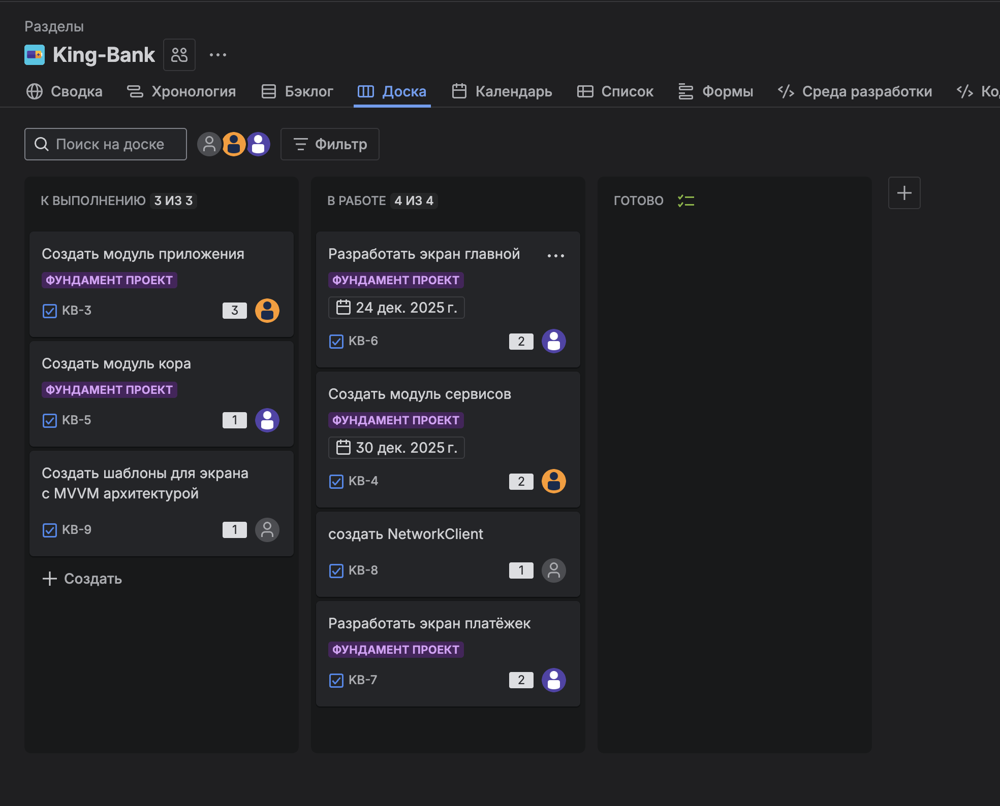 Разделы
King-Bank
Сводка
Хронология
Бэклог
Доска
Календарь
Список
Формы
Среда разработки
Поиск на доске
Фильтр
К ВЫПОЛНЕНИЮ 3 ИЗ 3
Создать модуль приложения
ФУНДАМЕНТ ПРОЕКТ
KB-3 3
Создать модуль кора
ФУНДАМЕНТ ПРОЕКТ
KB-5 1
Создать шаблоны для экрана
с MVVM архитектурой
KB-9 1
Создать
В РАБОТЕ 4 ИЗ 4
Разработать экран главной
ФУНДАМЕНТ ПРОЕКТ
24 дек. 2025 г.
KB-6 2
Создать модуль сервисов
ФУНДАМЕНТ ПРОЕКТ
30 дек. 2025 г.
KB-4 2
создать NetworkClient
KB-8 1
Разработать экран платёжек
ФУНДАМЕНТ ПРОЕКТ
KB-7 2
ГОТОВО